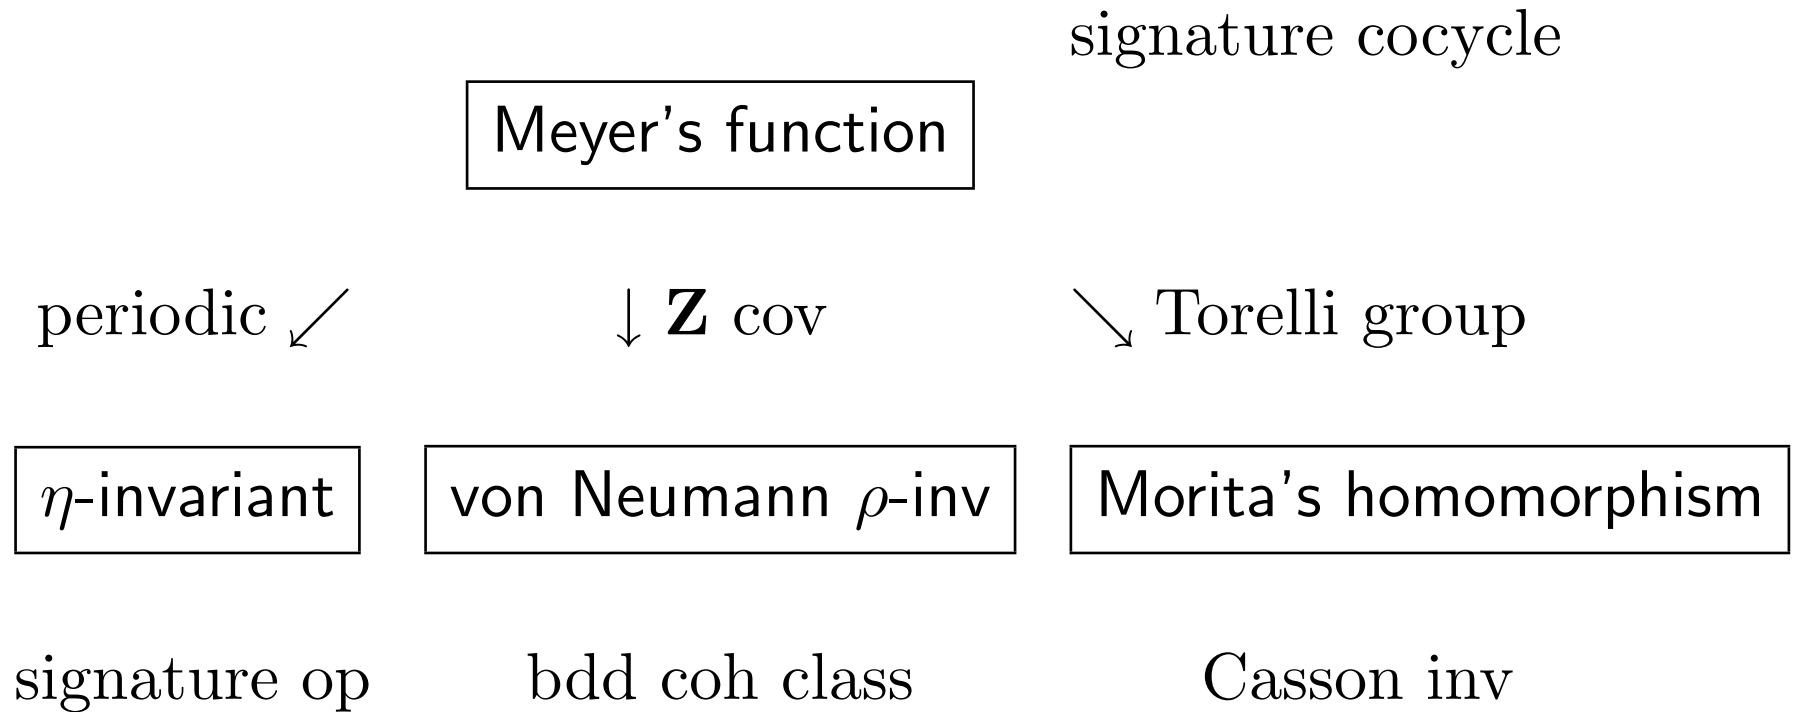 signature cocycle
Meyer's function
periodic ↙ ↓ Z cov ↘ Torelli group
η-invariant von Neumann ρ-inv Morita's homomorphism
signature op bdd coh class Casson inv